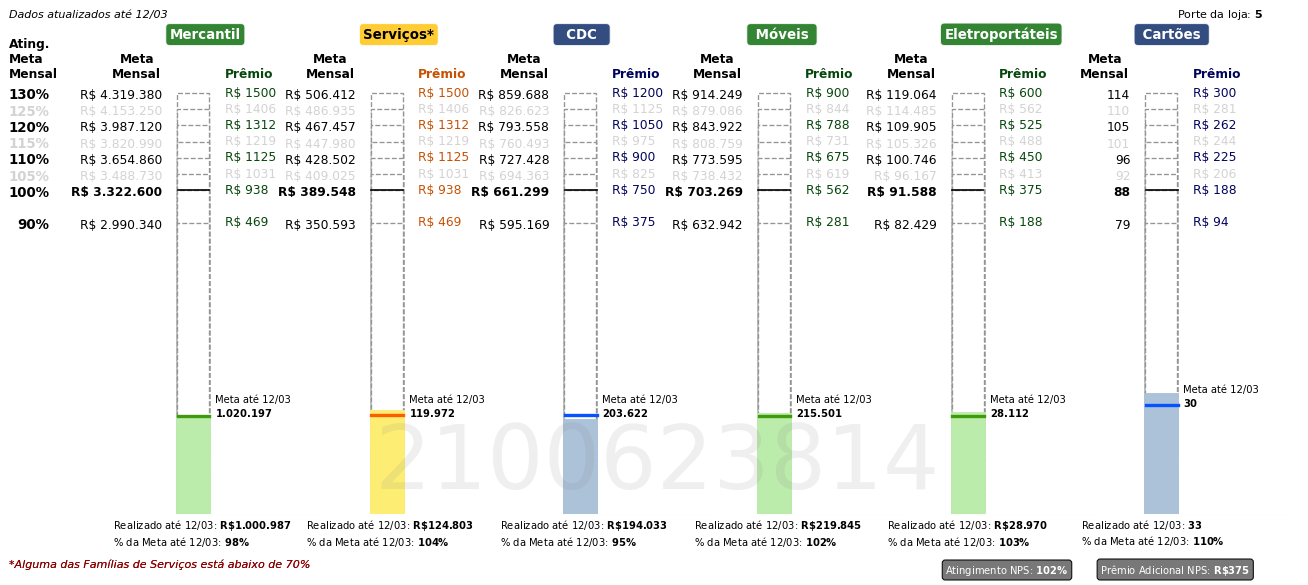 Dados atualizados até 12/03 Porte da loja: 5
Mercantil Serviços* CDC Móveis Eletroportáteis Cartões
Ating. Meta Mensal Meta Mensal Prêmio Meta Mensal Prêmio Meta Mensal Prêmio Meta Mensal Prêmio Meta Mensal Prêmio Meta Mensal Prêmio
130% R$ 4.319.380 R$ 1500 R$ 506.412 R$ 1500 R$ 859.688 R$ 1200 R$ 914.249 R$ 900 R$ 119.064 R$ 600 114 R$ 300
125% R$ 4.153.250 R$ 1406 R$ 486.935 R$ 1406 R$ 826.623 R$ 1125 R$ 879.086 R$ 844 R$ 114.485 R$ 562 110 R$ 281
120% R$ 3.987.120 R$ 1312 R$ 467.457 R$ 1312 R$ 793.558 R$ 1050 R$ 843.922 R$ 788 R$ 109.905 R$ 525 105 R$ 262
115% R$ 3.820.990 R$ 1219 R$ 447.980 R$ 1219 R$ 760.493 R$ 975 R$ 808.759 R$ 731 R$ 105.326 R$ 488 101 R$ 244
110% R$ 3.654.860 R$ 1125 R$ 428.502 R$ 1125 R$ 727.428 R$ 900 R$ 773.595 R$ 675 R$ 100.746 R$ 450 96 R$ 225
105% R$ 3.488.730 R$ 1031 R$ 409.025 R$ 1031 R$ 694.363 R$ 825 R$ 738.432 R$ 619 R$ 96.167 R$ 413 92 R$ 206
100% R$ 3.322.600 R$ 938 R$ 389.548 R$ 938 R$ 661.299 R$ 750 R$ 703.269 R$ 562 R$ 91.588 R$ 375 88 R$ 188
90% R$ 2.990.340 R$ 469 R$ 350.593 R$ 469 R$ 595.169 R$ 375 R$ 632.942 R$ 281 R$ 82.429 R$ 188 79 R$ 94
Meta até 12/03 Meta até 12/03 Meta até 12/03 Meta até 12/03 Meta até 12/03 Meta até 12/03
1.020.197 119.972 203.622 215.501 28.112 30
2100623814
Realizado até 12/03: R$1.000.987 Realizado até 12/03: R$124.803 Realizado até 12/03: R$194.033 Realizado até 12/03: R$219.845 Realizado até 12/03: R$28.970 Realizado até 12/03: 33
% da Meta até 12/03: 98% % da Meta até 12/03: 104% % da Meta até 12/03: 95% % da Meta até 12/03: 102% % da Meta até 12/03: 103% % da Meta até 12/03: 110%
*Alguma das Famílias de Serviços está abaixo de 70% Atingimento NPS: 102% Prêmio Adicional NPS: R$375